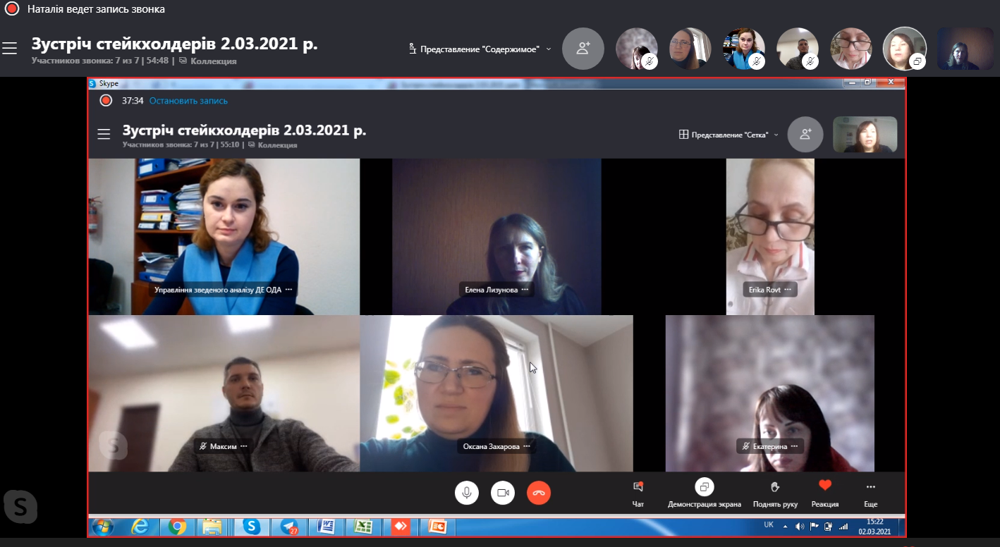 Наталія ведет запись звонка
Зустріч стейкхолдерів 2.03.2021 р.
Представление "Содержимое"
Участников звонка: 7 из 7 | 54:48 | Коллекция
Skype
37:34 Остановить запись
Зустріч стейкхолдерів 2.03.2021 р.
Представление "Сетка"
Участников звонка: 7 из 7 | 55:10 | Коллекция
Управління зведеного аналізу ДЕ ОДА ...
Елена Лизунова ...
Erika Rovt ...
Максим ...
Оксана Захарова ...
Екатерина ...
Чат
Демонстрация экрана
Поднять руку
Реакция
Еще
S
27
UK
15:22
02.03.2021